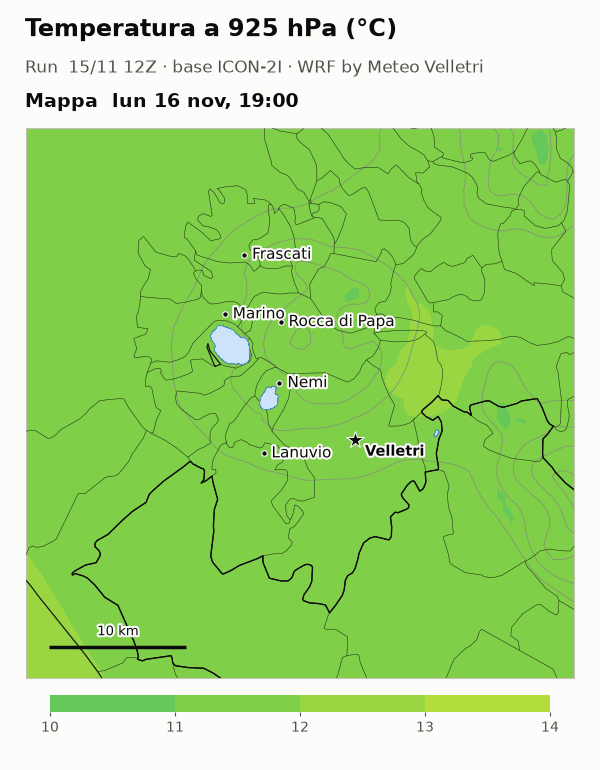 Temperatura a 925 hPa (°C)
Run  15/11 12Z · base ICON-2I · WRF by Meteo Velletri
Mappa  lun 16 nov, 19:00
Frascati
Marino
Rocca di Papa
Nemi
Velletri
Lanuvio
10 km
10 11 12 13 14